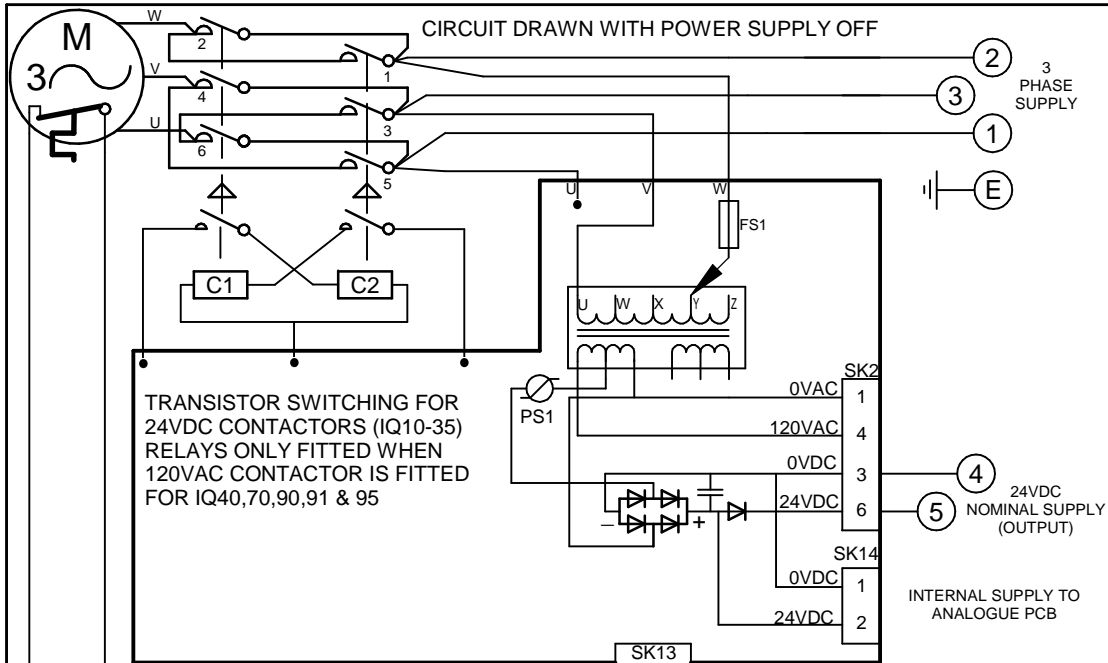 CIRCUIT DRAWN WITH POWER SUPPLY OFF
W
M
3
V
U
2
4
6
1
3
5
2
3
1
E
3
PHASE
SUPPLY
U
V
W
FS1
C1
C2
U W X Y Z
TRANSISTOR SWITCHING FOR
24VDC CONTACTORS (IQ10-35)
RELAYS ONLY FITTED WHEN
120VAC CONTACTOR IS FITTED
FOR IQ40,70,90,91 & 95
PS1
SK2
0VAC 1
120VAC 4
0VDC 3
24VDC 6
4
5
24VDC
NOMINAL SUPPLY
(OUTPUT)
− +
SK14
0VDC 1
24VDC 2
INTERNAL SUPPLY TO
ANALOGUE PCB
SK13